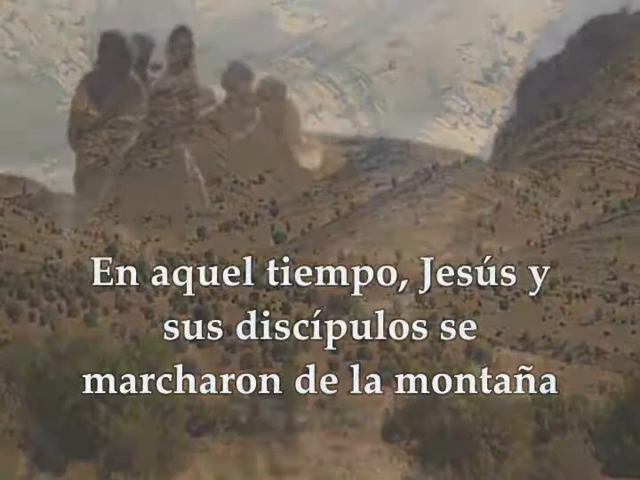 En aquel tiempo, Jesús y
sus discípulos se
marcharon de la montaña